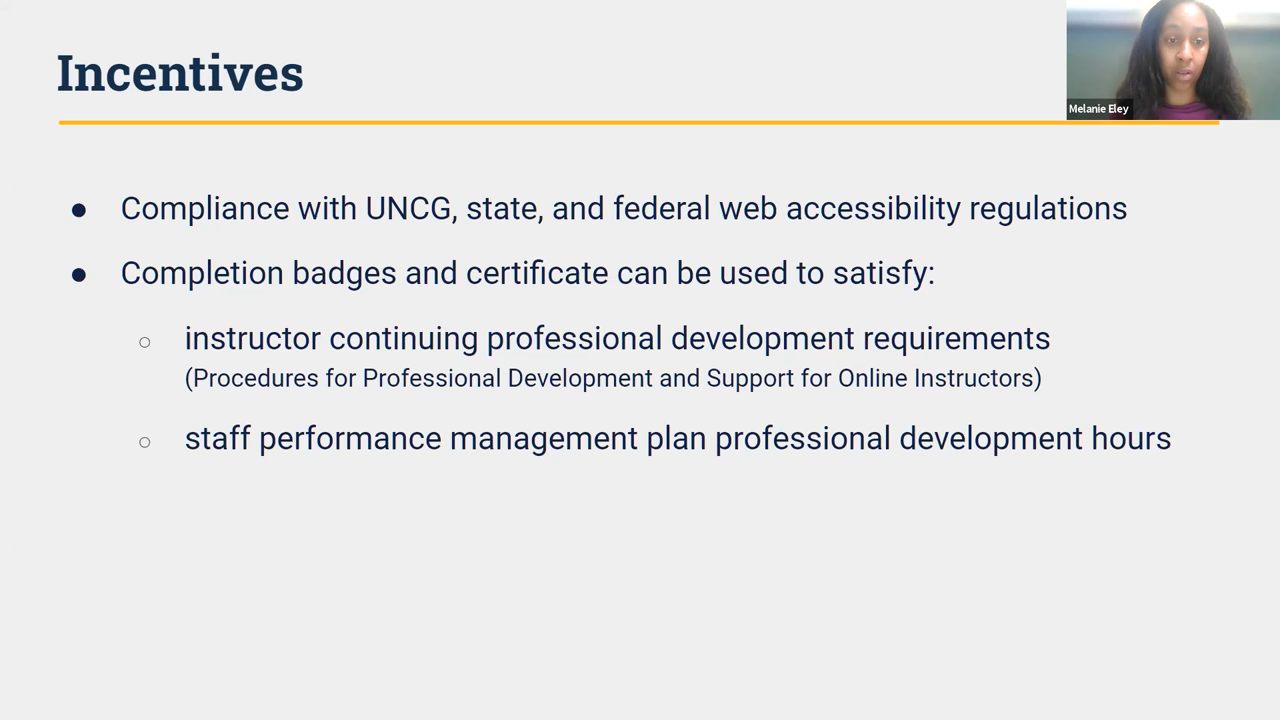 Incentives
Melanie Eley
● Compliance with UNCG, state, and federal web accessibility regulations
● Completion badges and certificate can be used to satisfy:
○ instructor continuing professional development requirements
(Procedures for Professional Development and Support for Online Instructors)
○ staff performance management plan professional development hours